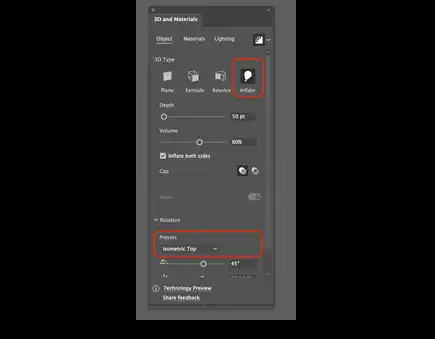 3D and Materials
Object Materials Lighting
3D Type
Plane Extrude Revolve Inflate
Depth
50 pt
Volume
60%
Inflate both sides
Cap
Rotation
Presets
Isometric Top
45°
Technology Preview
Share feedback